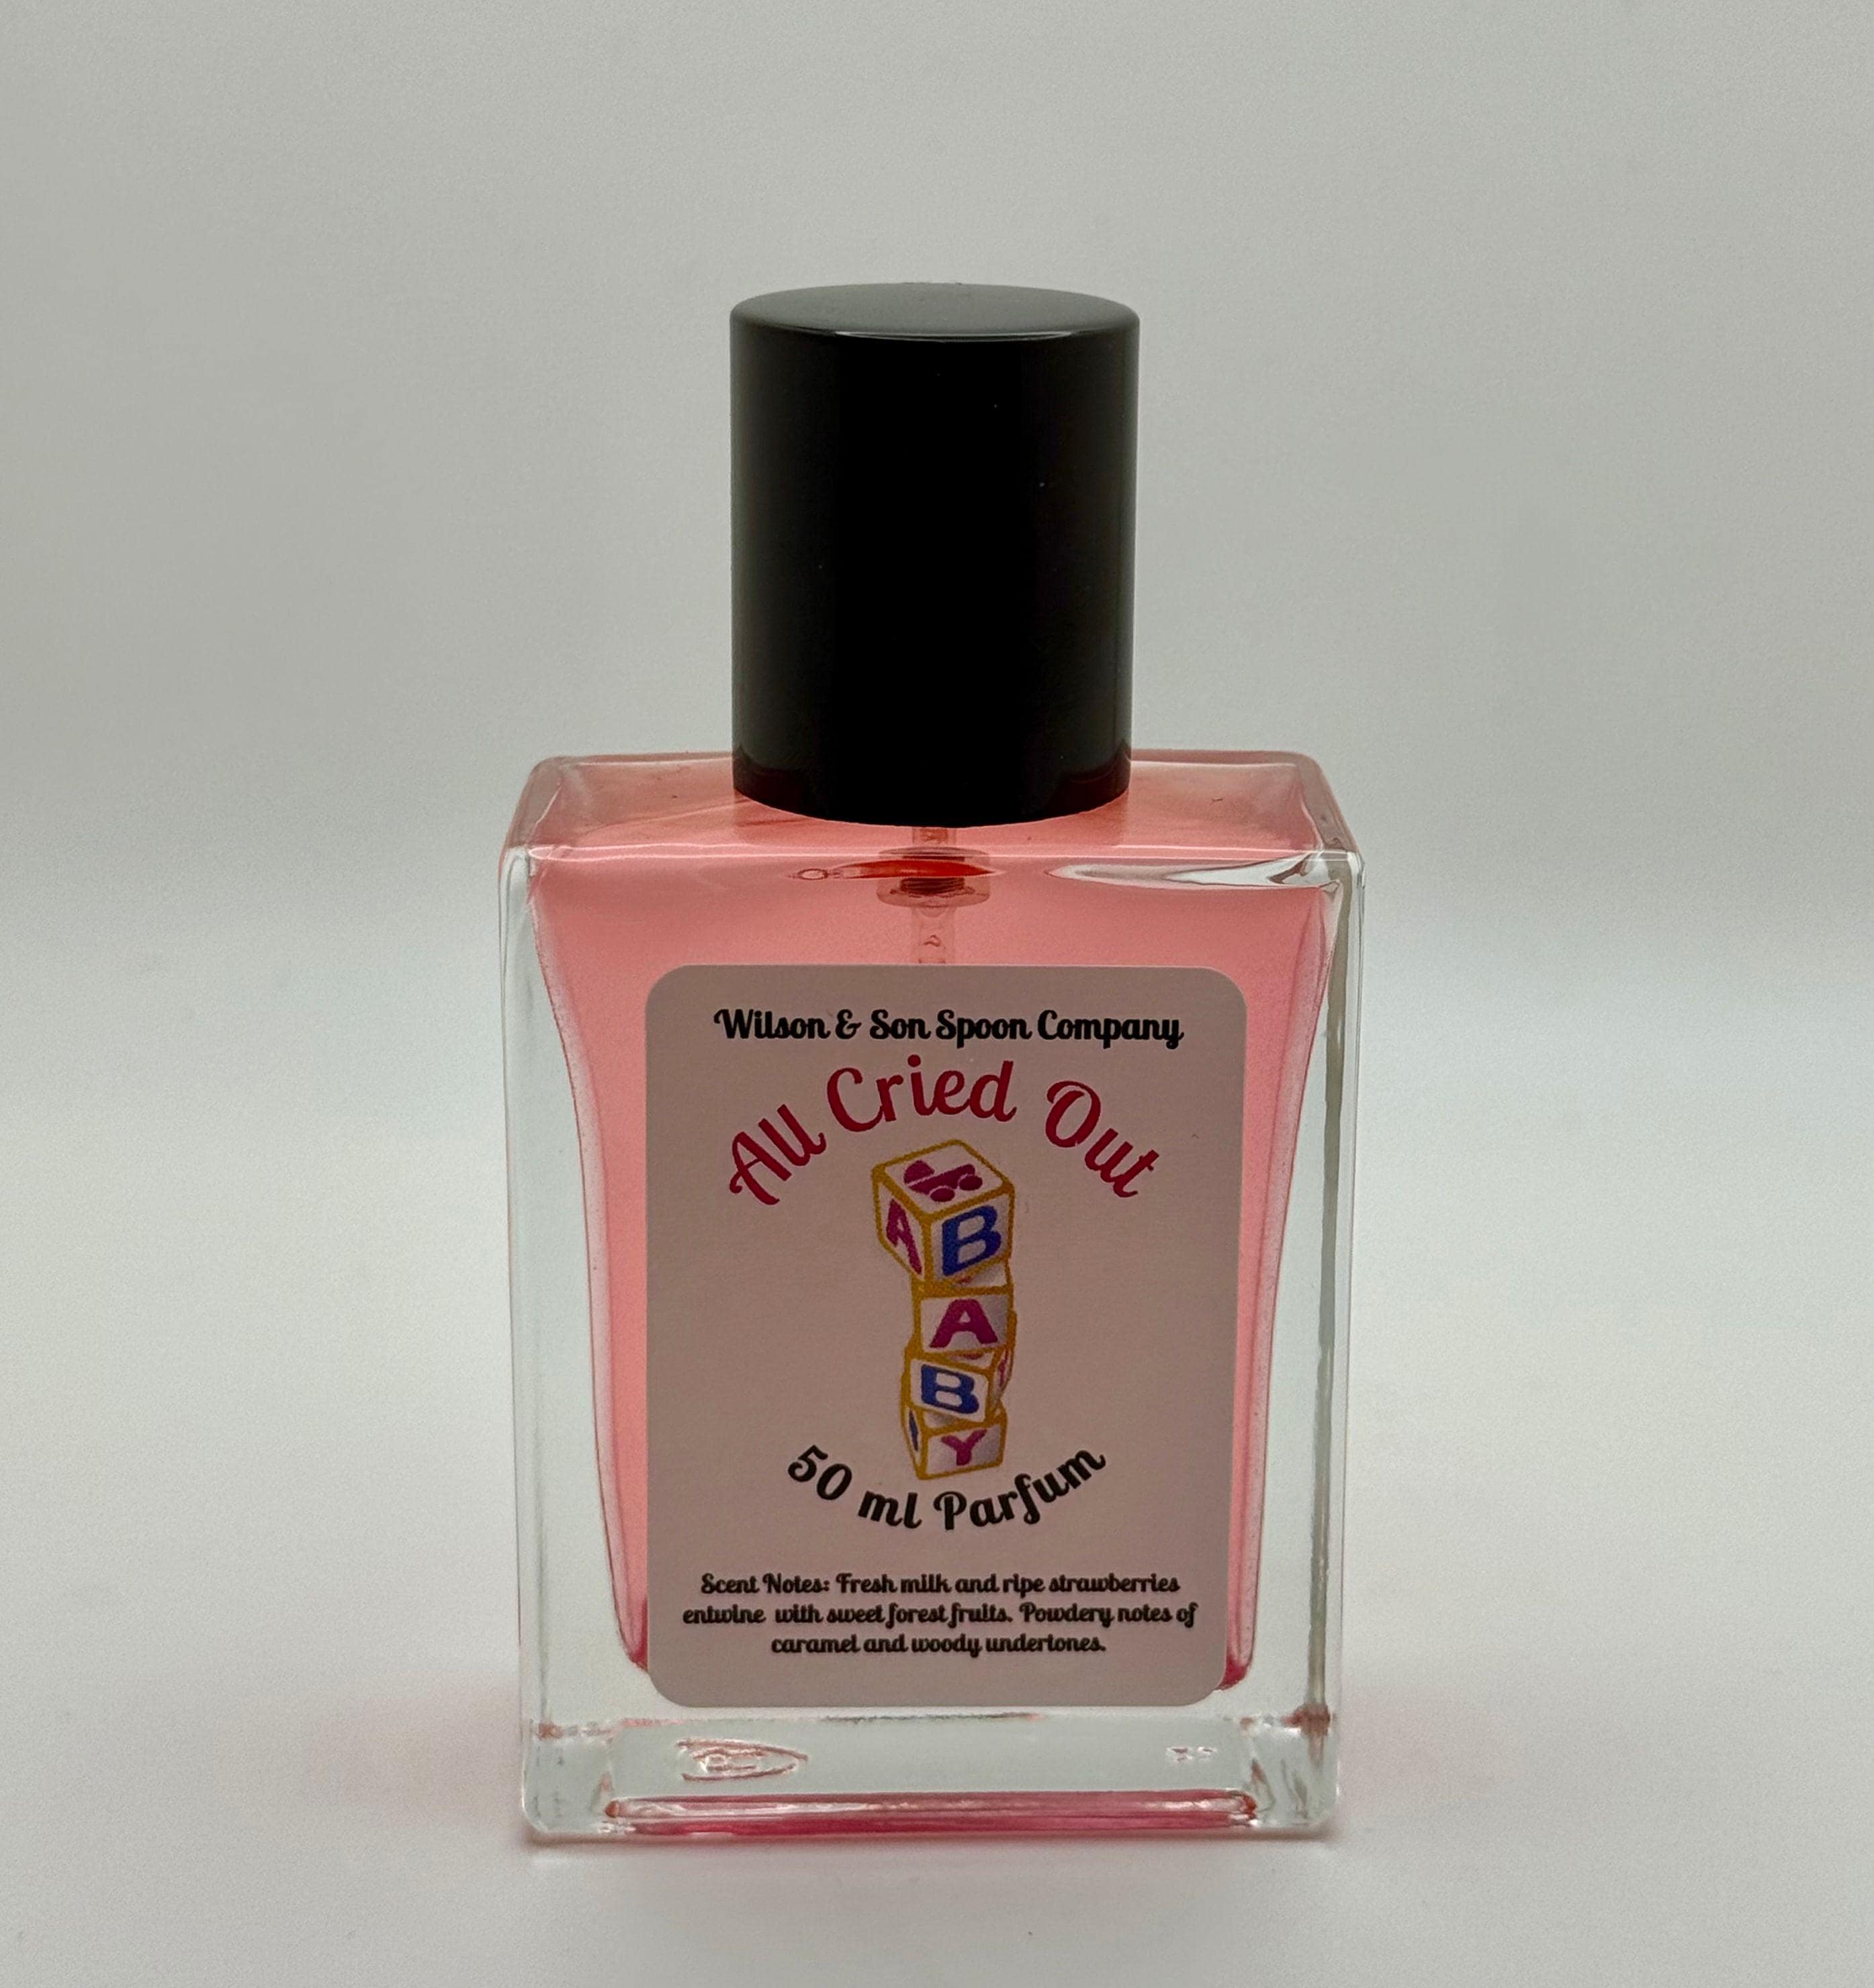 Wilson & Son Spoon Company
All Cried Out
A B
A
B
Y
50 ml Parfum
Scent Notes: Fresh milk and ripe strawberries
entwine with sweet forest fruits. Powdery notes of
caramel and woody undertones.